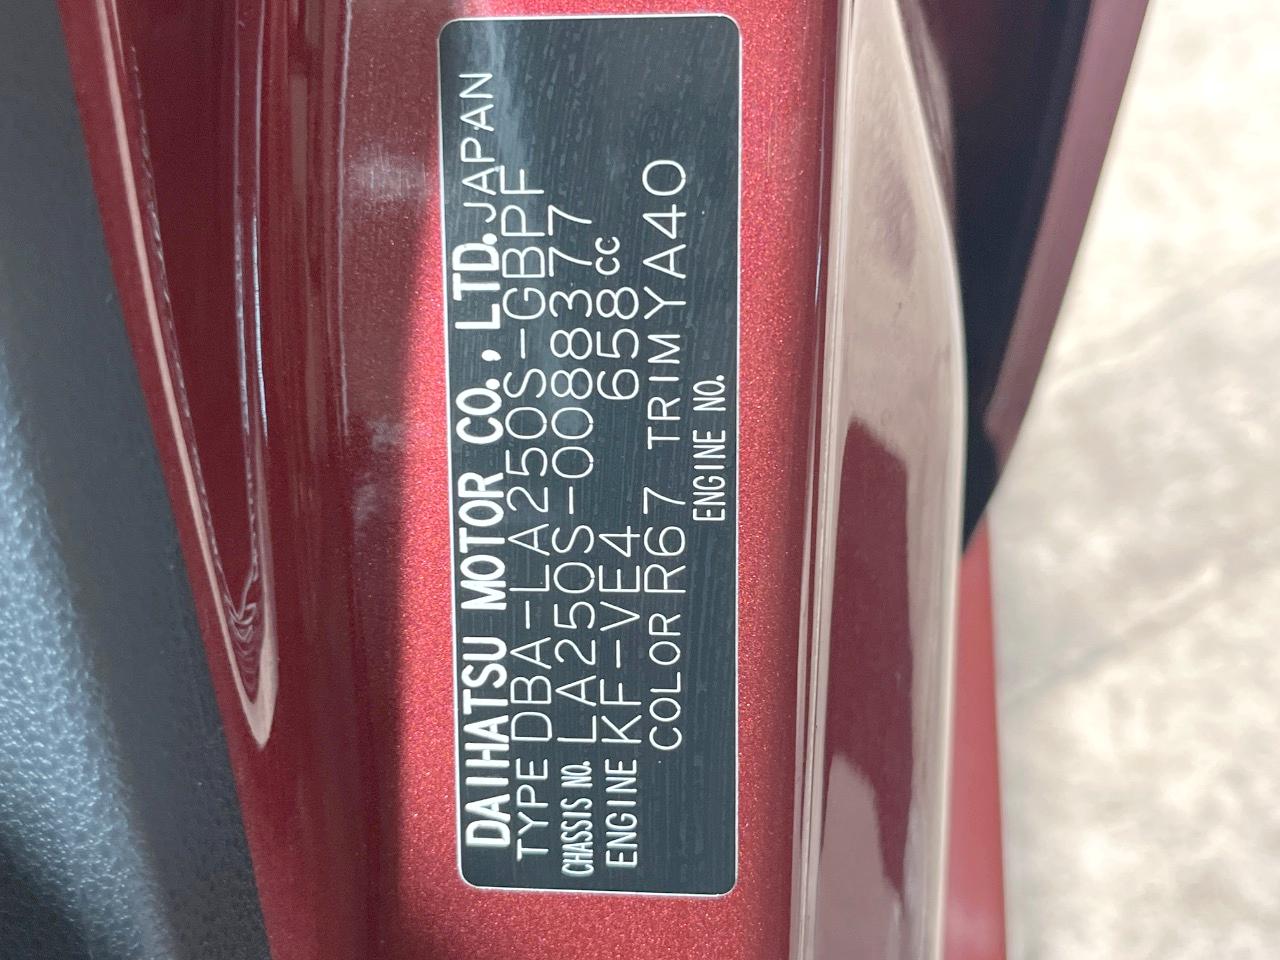 DAIHATSU MOTOR CO., LTD. JAPAN
TYPE DBA-LA250S-GBPF
CHASSIS NO. LA250S-0088377
ENGINE KF-VE4 658cc
COLOR R67 TRIM YA40
ENGINE NO.